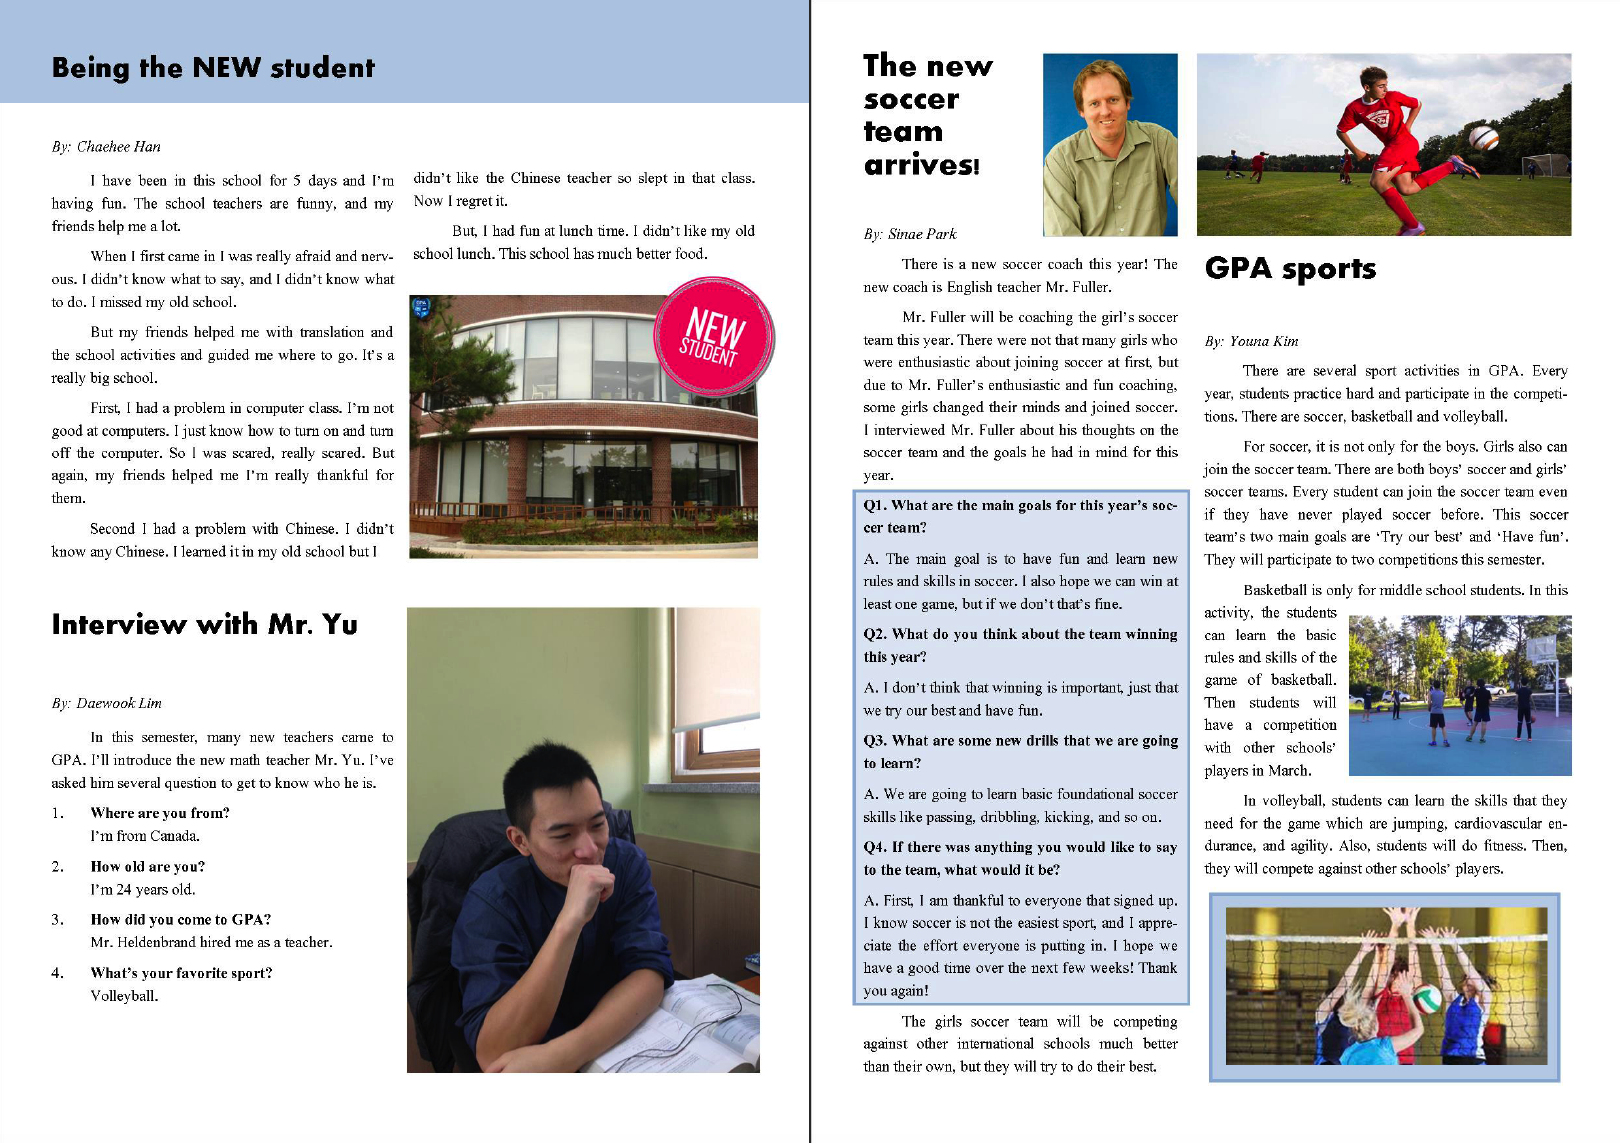 Being the NEW student
By: Chaehee Han
I have been in this school for 5 days and I’m
having fun. The school teachers are funny, and my
friends help me a lot.
When I first came in I was really afraid and nerv-
ous. I didn’t know what to say, and I didn’t know what
to do. I missed my old school.
But my friends helped me with translation and
the school activities and guided me where to go. It’s a
really big school.
First, I had a problem in computer class. I’m not
good at computers. I just know how to turn on and turn
off the computer. So I was scared, really scared. But
again, my friends helped me I’m really thankful for
them.
Second I had a problem with Chinese. I didn’t
know any Chinese. I learned it in my old school but I
didn’t like the Chinese teacher so slept in that class.
Now I regret it.
But, I had fun at lunch time. I didn’t like my old
school lunch. This school has much better food.
GPA
NEW
STUDENT
Interview with Mr. Yu
By: Daewook Lim
In this semester, many new teachers came to
GPA. I’ll introduce the new math teacher Mr. Yu. I’ve
asked him several question to get to know who he is.
1. Where are you from?
I’m from Canada.
2. How old are you?
I’m 24 years old.
3. How did you come to GPA?
Mr. Heldenbrand hired me as a teacher.
4. What’s your favorite sport?
Volleyball.
The new
soccer
team
arrives!
By: Sinae Park
There is a new soccer coach this year! The
new coach is English teacher Mr. Fuller.
Mr. Fuller will be coaching the girl’s soccer
team this year. There were not that many girls who
were enthusiastic about joining soccer at first, but
due to Mr. Fuller’s enthusiastic and fun coaching,
some girls changed their minds and joined soccer.
I interviewed Mr. Fuller about his thoughts on the
soccer team and the goals he had in mind for this
year.
Q1. What are the main goals for this year’s soc-
cer team?
A. The main goal is to have fun and learn new
rules and skills in soccer. I also hope we can win at
least one game, but if we don’t that’s fine.
Q2. What do you think about the team winning
this year?
A. I don’t think that winning is important, just that
we try our best and have fun.
Q3. What are some new drills that we are going
to learn?
A. We are going to learn basic foundational soccer
skills like passing, dribbling, kicking, and so on.
Q4. If there was anything you would like to say
to the team, what would it be?
A. First, I am thankful to everyone that signed up.
I know soccer is not the easiest sport, and I appre-
ciate the effort everyone is putting in. I hope we
have a good time over the next few weeks! Thank
you again!
The girls soccer team will be competing
against other international schools much better
than their own, but they will try to do their best.
GPA sports
By: Youna Kim
There are several sport activities in GPA. Every
year, students practice hard and participate in the competi-
tions. There are soccer, basketball and volleyball.
For soccer, it is not only for the boys. Girls also can
join the soccer team. There are both boys’ soccer and girls’
soccer teams. Every student can join the soccer team even
if they have never played soccer before. This soccer
team’s two main goals are ‘Try our best’ and ‘Have fun’.
They will participate to two competitions this semester.
Basketball is only for middle school students. In this
activity, the students
can learn the basic
rules and skills of the
game of basketball.
Then students will
have a competition
with other schools’
players in March.
In volleyball, students can learn the skills that they
need for the game which are jumping, cardiovascular en-
durance, and agility. Also, students will do fitness. Then,
they will compete against other schools’ players.